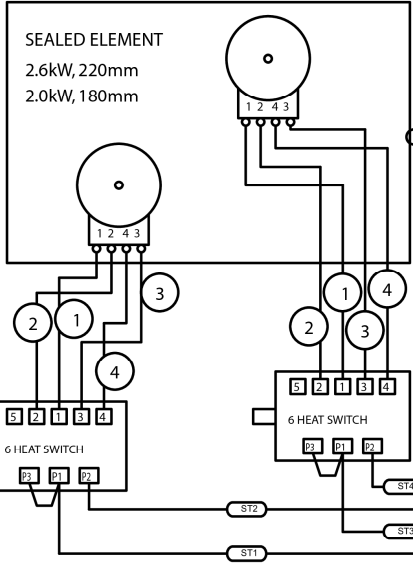 SEALED ELEMENT
2.6kW, 220mm
2.0kW, 180mm
1 2 4 3
1 2 4 3
3
1
4
2
1
2
3
4
5 2 1 3 4
6 HEAT SWITCH
P3 P1 P2
5 2 1 3 4
6 HEAT SWITCH
P3 P1 P2
ST4
ST2
ST3
ST1